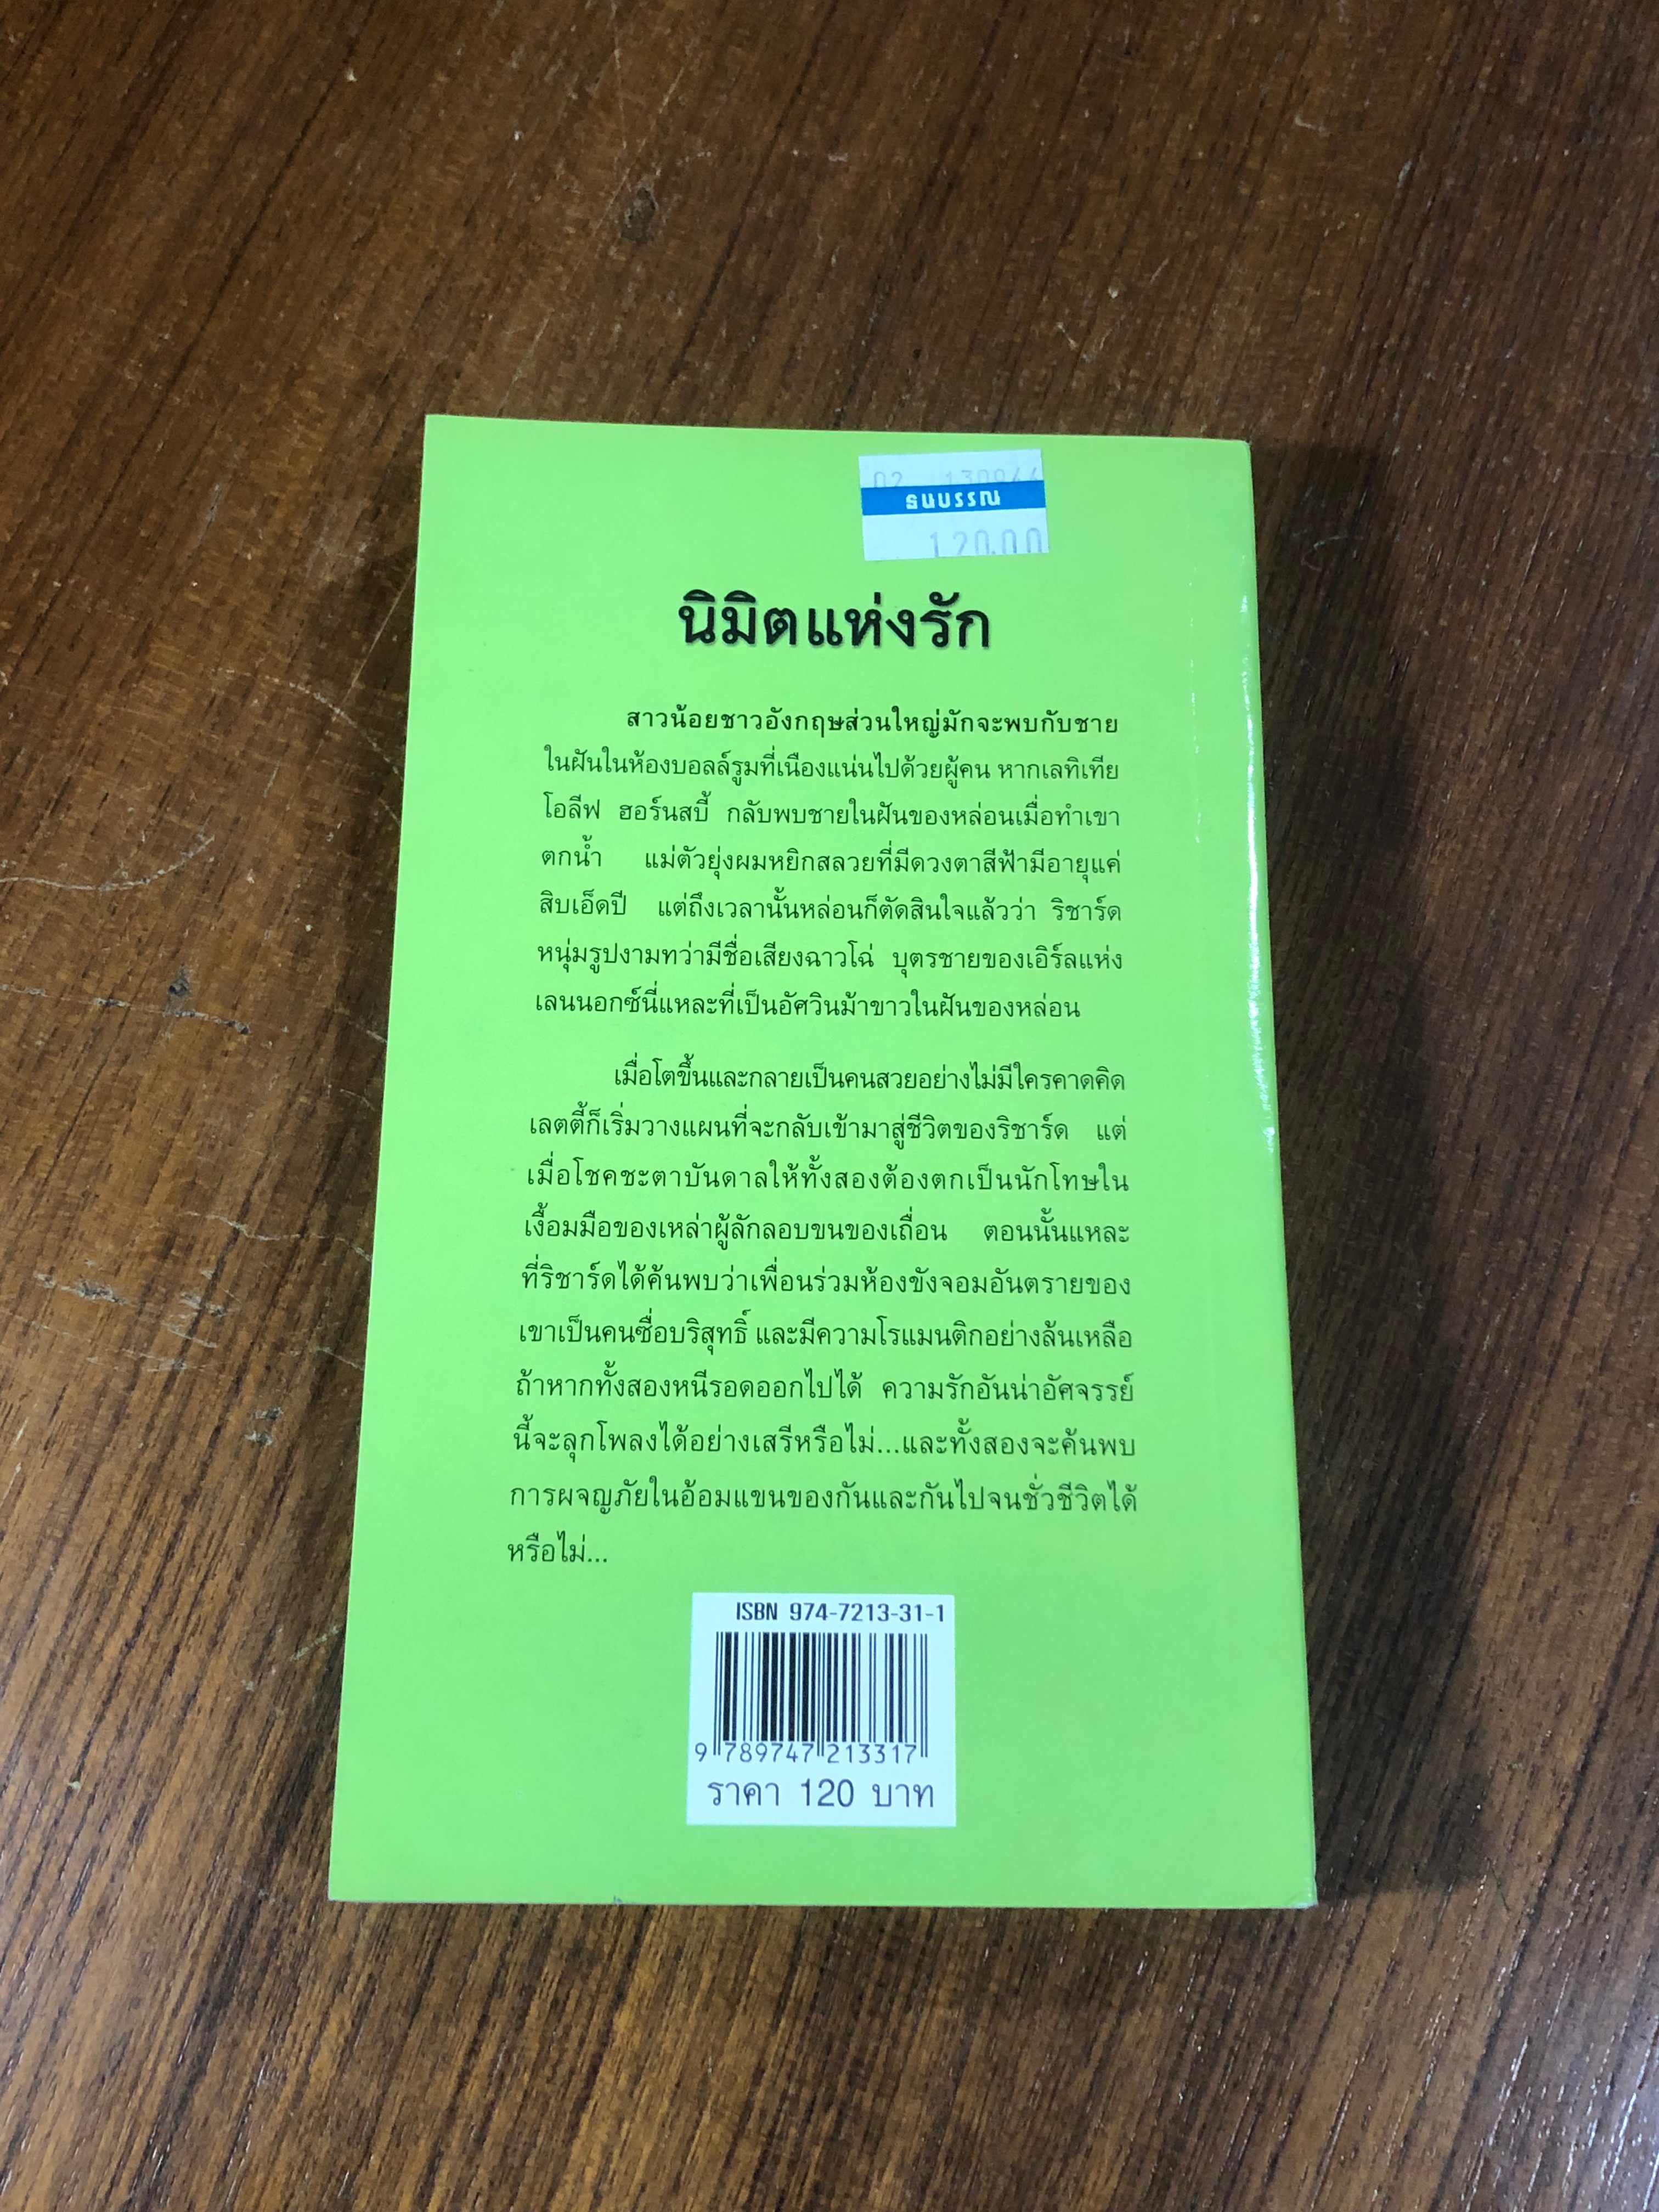 02 130944
ธนบรรณ
120.00
นิมิตแห่งรัก
สาวน้อยชาวอังกฤษส่วนใหญ่มักจะพบกับชาย
ในฝันในห้องบอลล์รูมที่เนืองแน่นไปด้วยผู้คน หากเลทิเทีย
โอลีฟ ฮอร์นสบี้ กลับพบชายในฝันของหล่อนเมื่อทำเขา
ตกน้ำ แม่ตัวยุ่งผมหยิกสลวยที่มีดวงตาสีฟ้ามีอายุแค่
สิบเอ็ดปี แต่ถึงเวลานั้นหล่อนก็ตัดสินใจแล้วว่า ริชาร์ด
หนุ่มรูปงามทว่ามีชื่อเสียงฉาวโฉ่ บุตรชายของเอิร์ลแห่ง
เลนนอกซ์นี่แหละที่เป็นอัศวินม้าขาวในฝันของหล่อน
เมื่อโตขึ้นและกลายเป็นคนสวยอย่างไม่มีใครคาดคิด
เลตตี้ก็เริ่มวางแผนที่จะกลับเข้ามาสู่ชีวิตของริชาร์ด แต่
เมื่อโชคชะตาบันดาลให้ทั้งสองต้องตกเป็นนักโทษใน
เงื้อมมือของเหล่าผู้ลักลอบขนของเถื่อน ตอนนั้นแหละ
ที่ริชาร์ดได้ค้นพบว่าเพื่อนร่วมห้องขังจอมอันตรายของ
เขาเป็นคนซื่อบริสุทธิ์ และมีความโรแมนติกอย่างล้นเหลือ
ถ้าหากทั้งสองหนีรอดออกไปได้ ความรักอันน่าอัศจรรย์
นี้จะลุกโพลงได้อย่างเสรีหรือไม่...และทั้งสองจะค้นพบ
การผจญภัยในอ้อมแขนของกันและกันไปจนชั่วชีวิตได้
หรือไม่...
ISBN 974-7213-31-1
9 789747 213317
ราคา 120 บาท